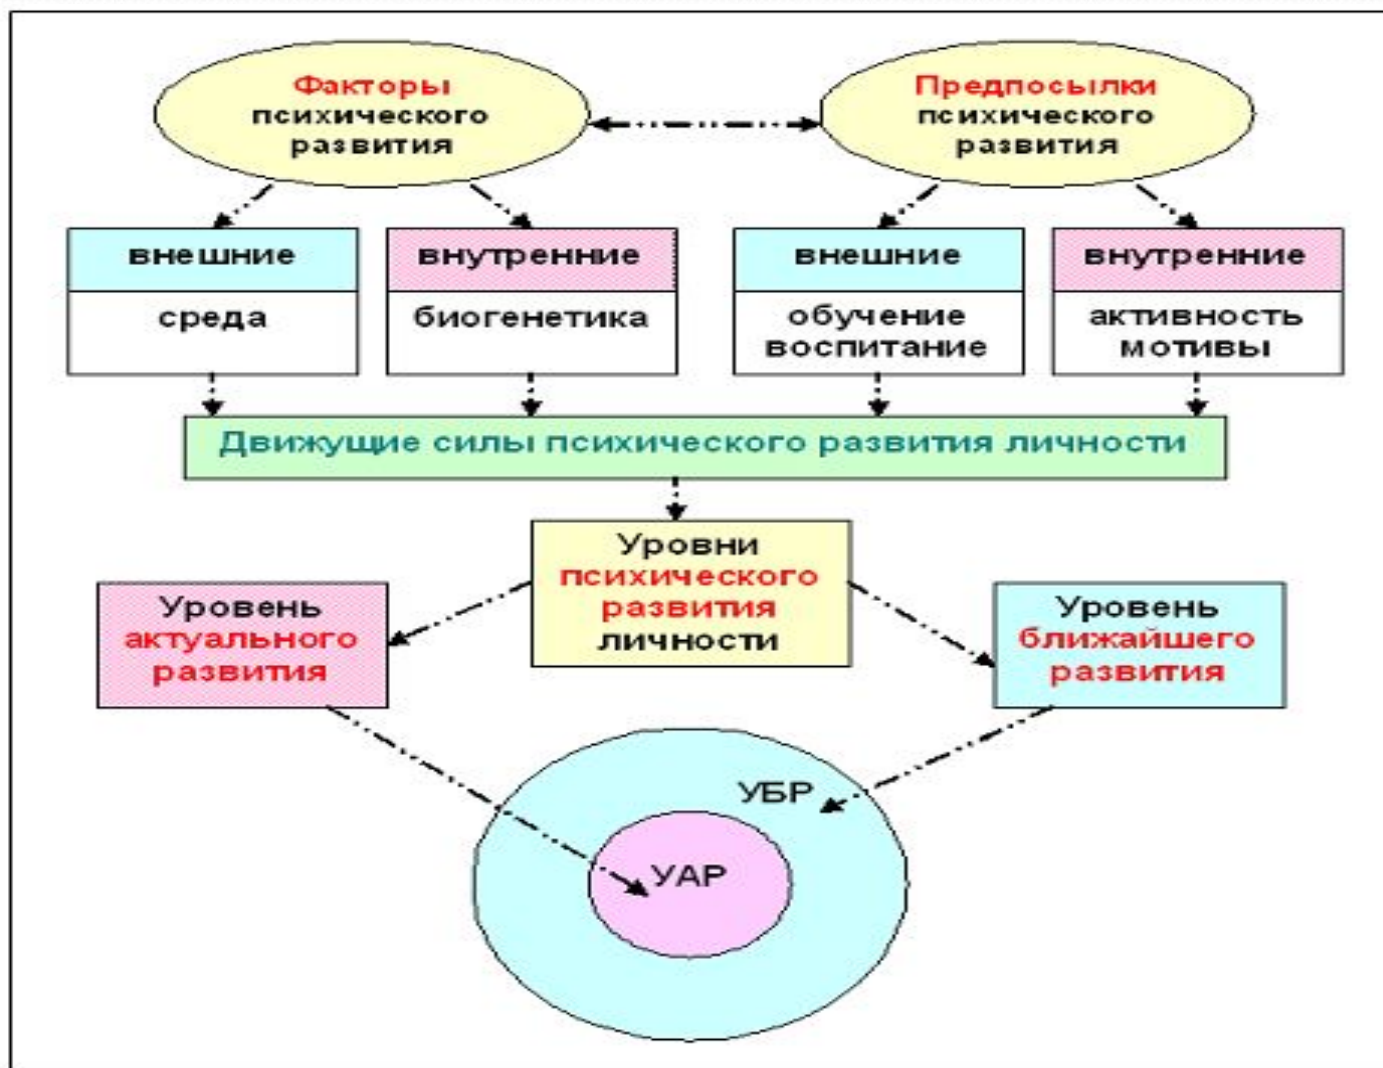 Факторы
психического
развития
Предпосылки
психического
развития
внешние
среда
внутренние
биогенетика
внешние
обучение
воспитание
внутренние
активность
мотивы
Движущие силы психического развития личности
Уровни
психического
развития
личности
Уровень
актуального
развития
Уровень
ближайшего
развития
УБР
УАР